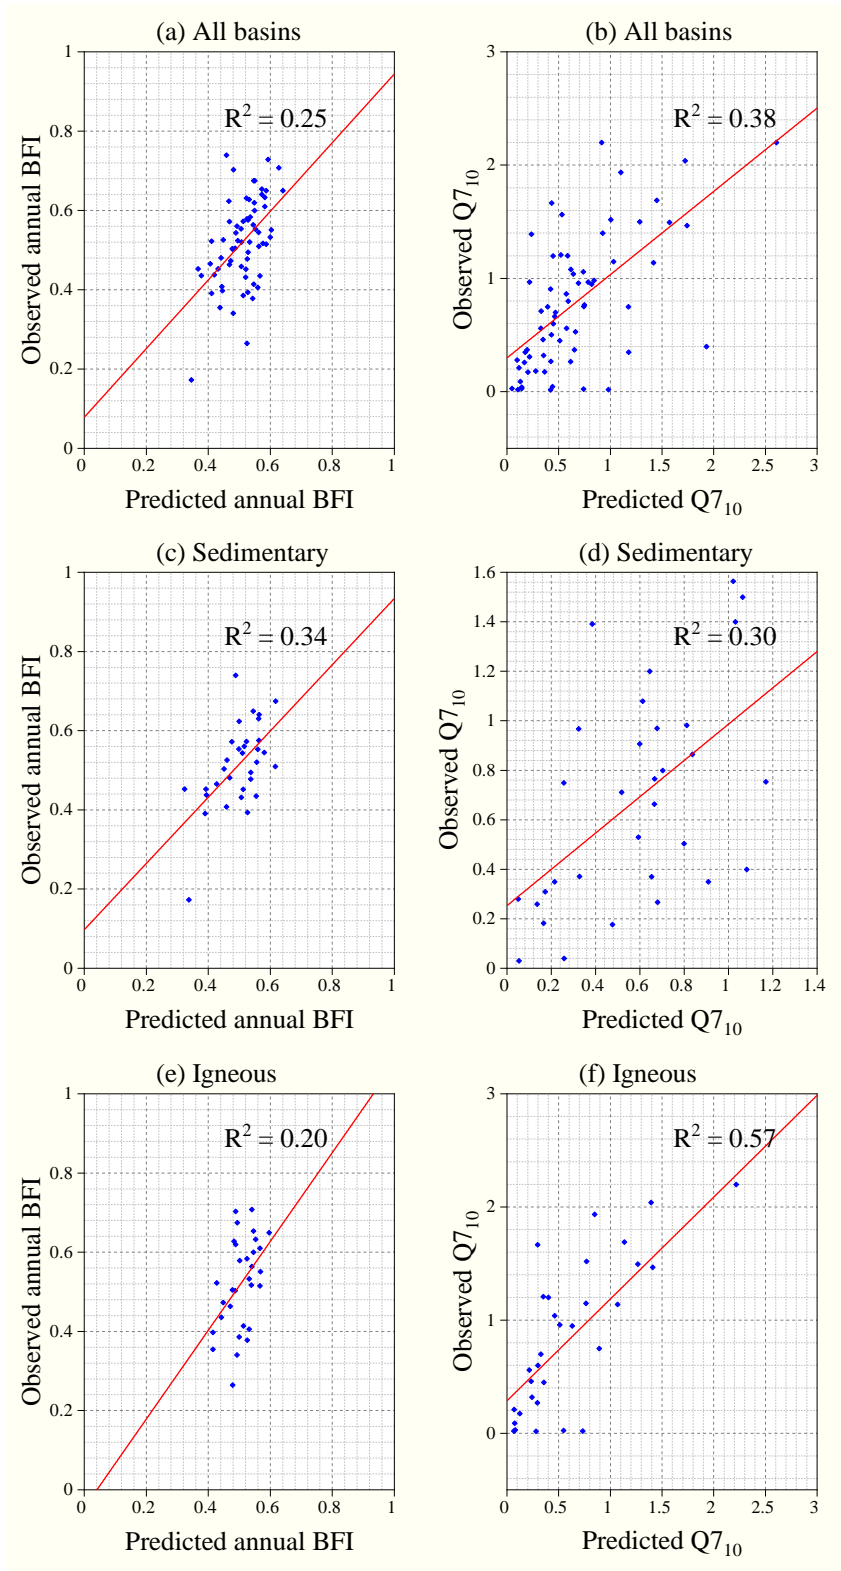 (a) All basins
R² = 0.25
Observed annual BFI
1
0.8
0.6
0.4
0.2
0
0 0.2 0.4 0.6 0.8 1
Predicted annual BFI
(b) All basins
R² = 0.38
Observed Q7₁₀
3
2
1
0
0 0.5 1 1.5 2 2.5 3
Predicted Q7₁₀
(c) Sedimentary
R² = 0.34
Observed annual BFI
1
0.8
0.6
0.4
0.2
0
0 0.2 0.4 0.6 0.8 1
Predicted annual BFI
(d) Sedimentary
R² = 0.30
Observed Q7₁₀
1.6
1.4
1.2
1
0.8
0.6
0.4
0.2
0
0 0.2 0.4 0.6 0.8 1 1.2 1.4
Predicted Q7₁₀
(e) Igneous
R² = 0.20
Observed annual BFI
1
0.8
0.6
0.4
0.2
0
0 0.2 0.4 0.6 0.8 1
Predicted annual BFI
(f) Igneous
R² = 0.57
Observed Q7₁₀
3
2
1
0
0 0.5 1 1.5 2 2.5 3
Predicted Q7₁₀